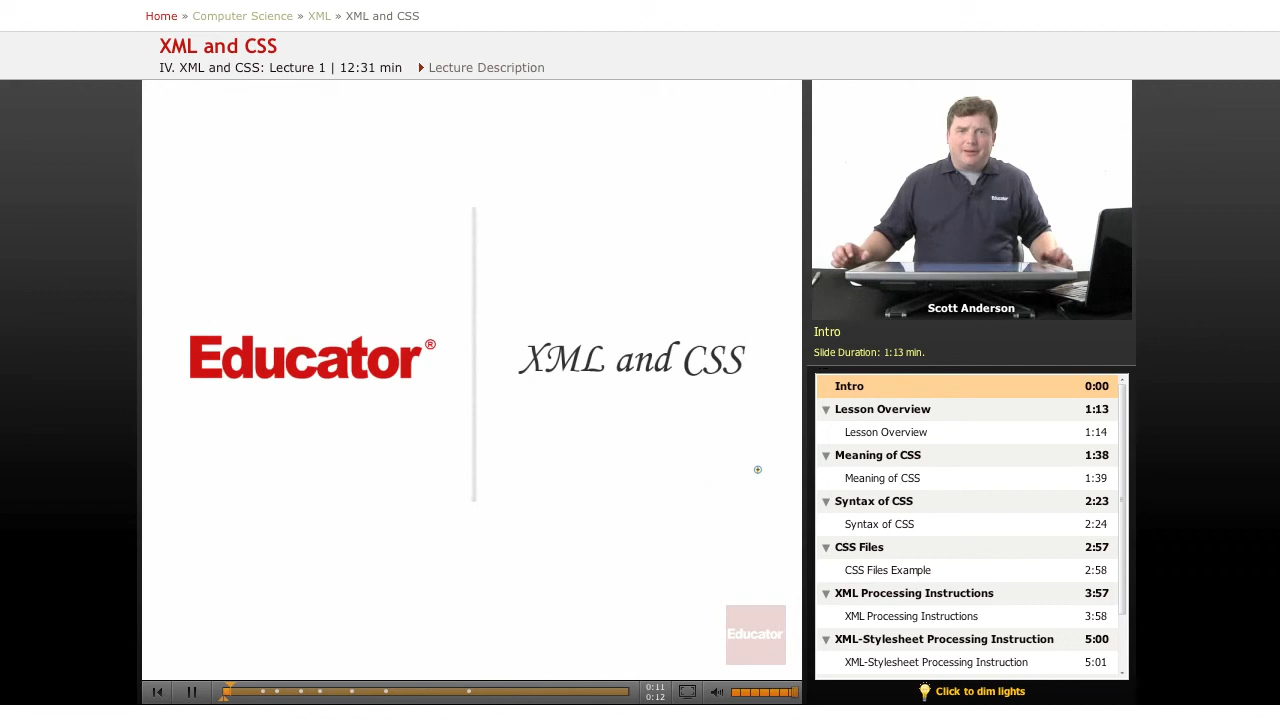 Home » Computer Science » XML » XML and CSS
XML and CSS
IV. XML and CSS: Lecture 1 | 12:31 min
Lecture Description
Educator®
XML and CSS
Educator
0:11
0:12
Educator
Scott Anderson
Intro
Slide Duration: 1:13 min.
Intro 0:00
Lesson Overview 1:13
Lesson Overview 1:14
Meaning of CSS 1:38
Meaning of CSS 1:39
Syntax of CSS 2:23
Syntax of CSS 2:24
CSS Files 2:57
CSS Files Example 2:58
XML Processing Instructions 3:57
XML Processing Instructions 3:58
XML-Stylesheet Processing Instruction 5:00
XML-Stylesheet Processing Instruction 5:01
Click to dim lights